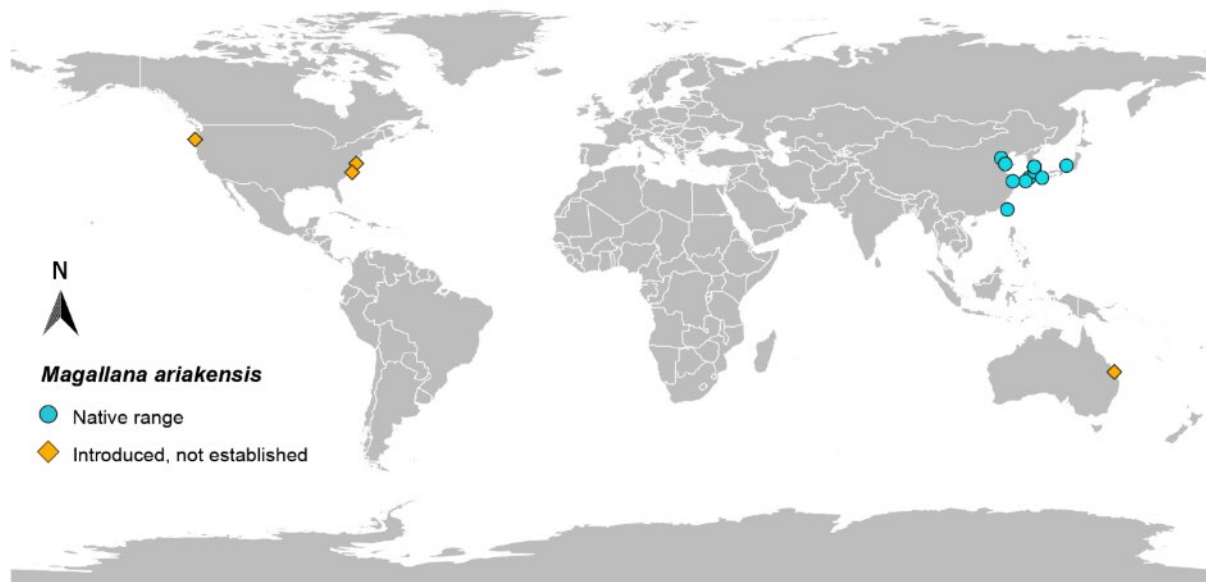 N
Magallana ariakensis
Native range
Introduced, not established